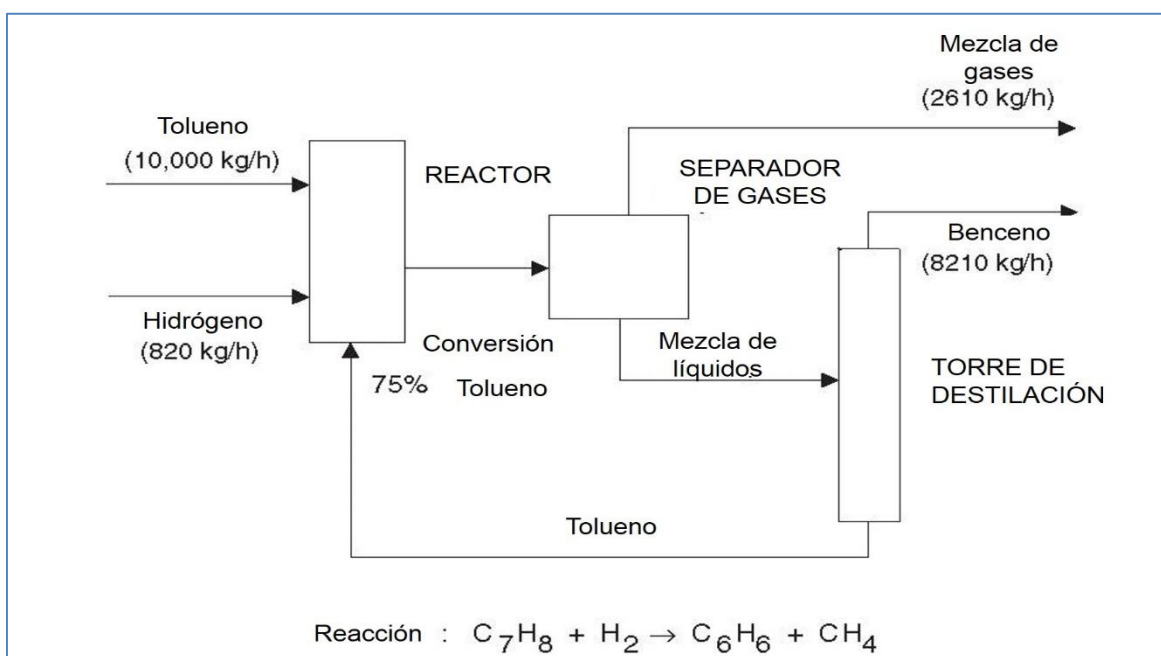 Mezcla de
gases
(2610 kg/h)
Tolueno
(10,000 kg/h)
REACTOR
SEPARADOR
DE GASES
Benceno
(8210 kg/h)
Hidrógeno
(820 kg/h)
Conversión
75% Tolueno
Mezcla de
líquidos
TORRE DE
DESTILACIÓN
Tolueno
Reacción : C₇H₈ + H₂ → C₆H₆ + CH₄